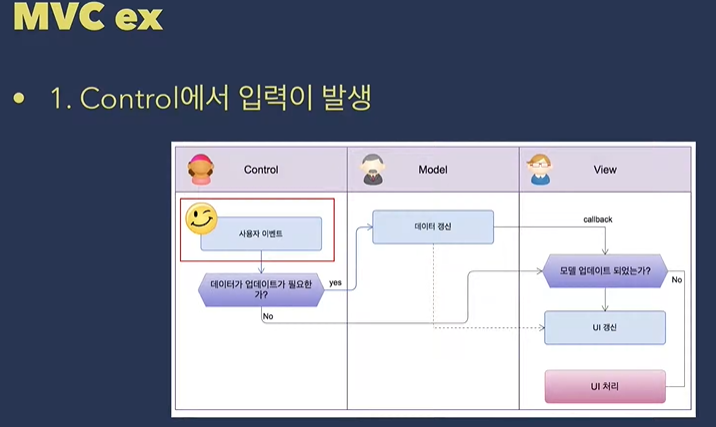 MVC ex
• 1. Control에서 입력이 발생
Control
Model
View
사용자 이벤트
데이터 갱신
callback
데이터가 업데이트가 필요한
가?
yes
모델 업데이트 되었는가?
No
No
UI 갱신
UI 처리